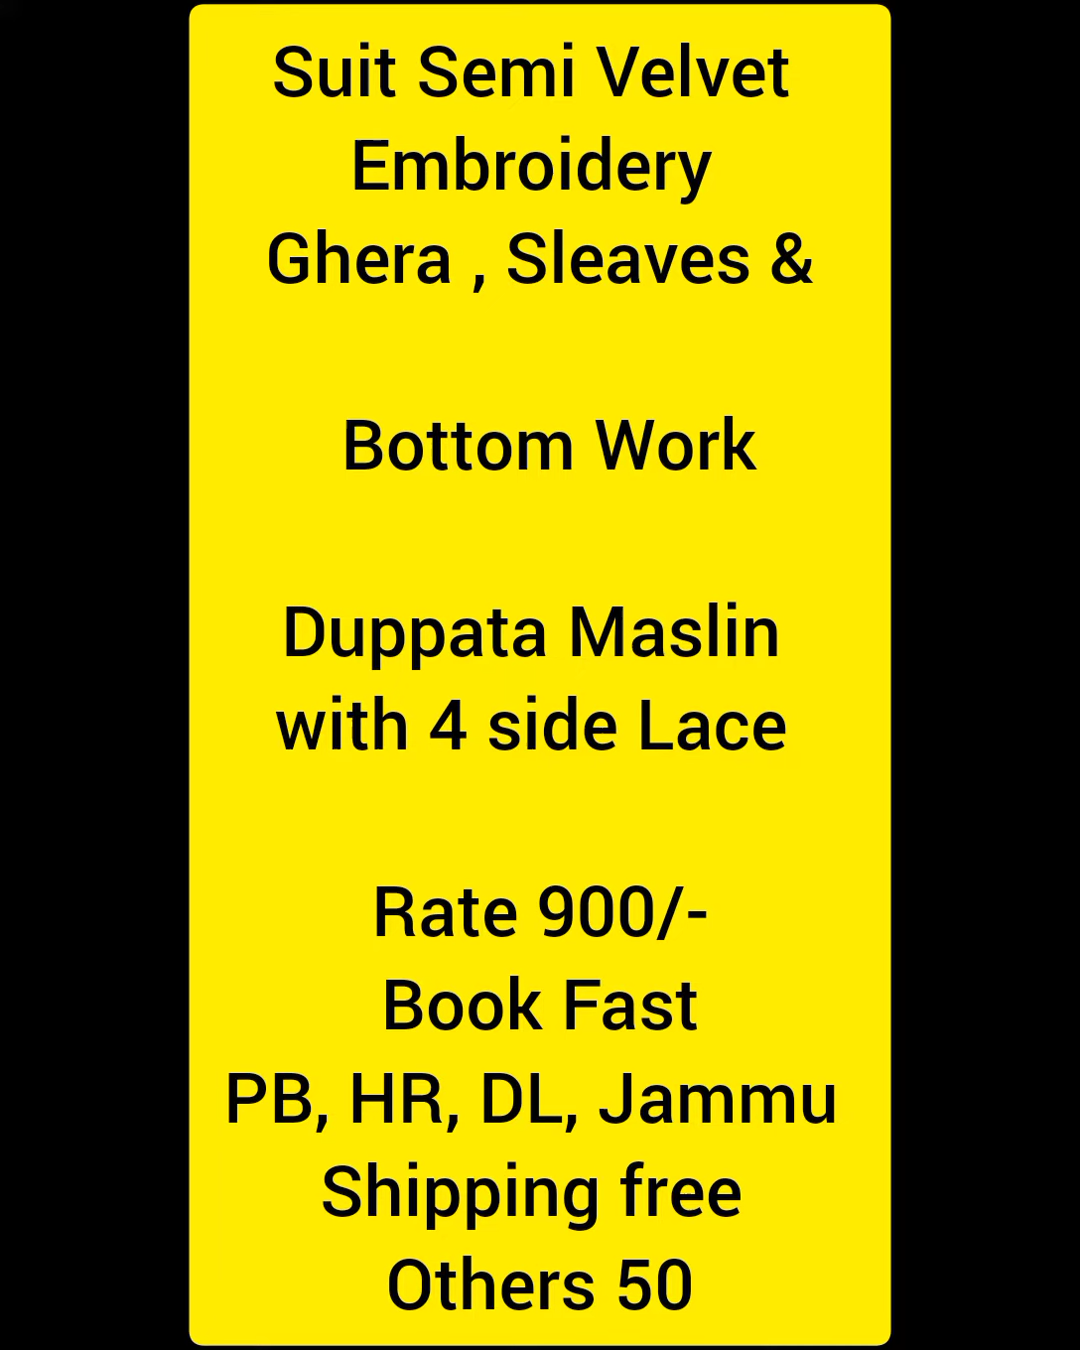 Suit Semi Velvet
Embroidery
Ghera , Sleaves &
Bottom Work
Duppata Maslin
with 4 side Lace
Rate 900/-
Book Fast
PB, HR, DL, Jammu
Shipping free
Others 50